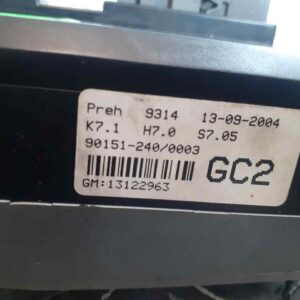 Preh 9314 13-09-2004
K7.1 H7.0 S7.05
90151-240/0003
GC2
GM:13122963